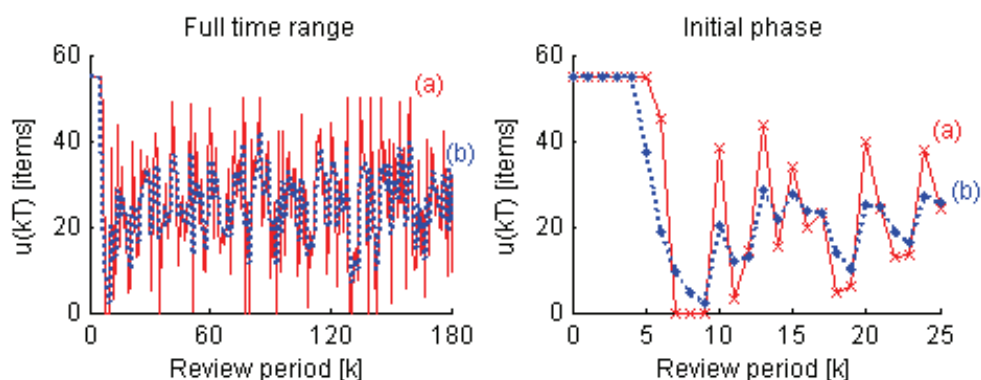 Full time range
60
40
20
0
u(kT) [items]
(a)
(b)
0 60 120 180
Review period [k]
Initial phase
60
40
20
0
u(kT) [items]
(a)
(b)
0 5 10 15 20 25
Review period [k]